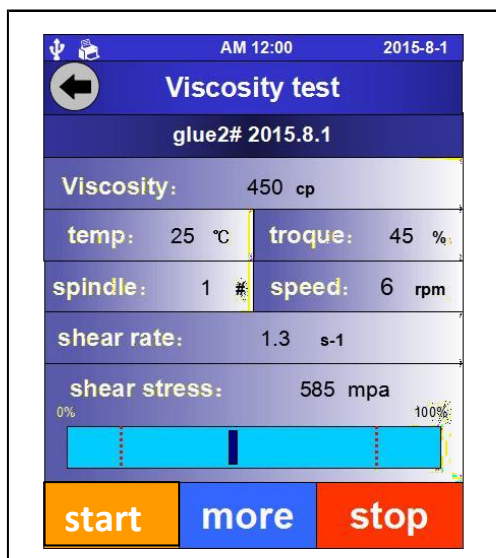 AM 12:00 2015-8-1
Viscosity test
glue2# 2015.8.1
Viscosity: 450 cp
temp: 25 ℃ troque: 45 %
spindle: 1 # speed: 6 rpm
shear rate: 1.3 s-1
shear stress: 585 mpa
0% 100%
start more stop